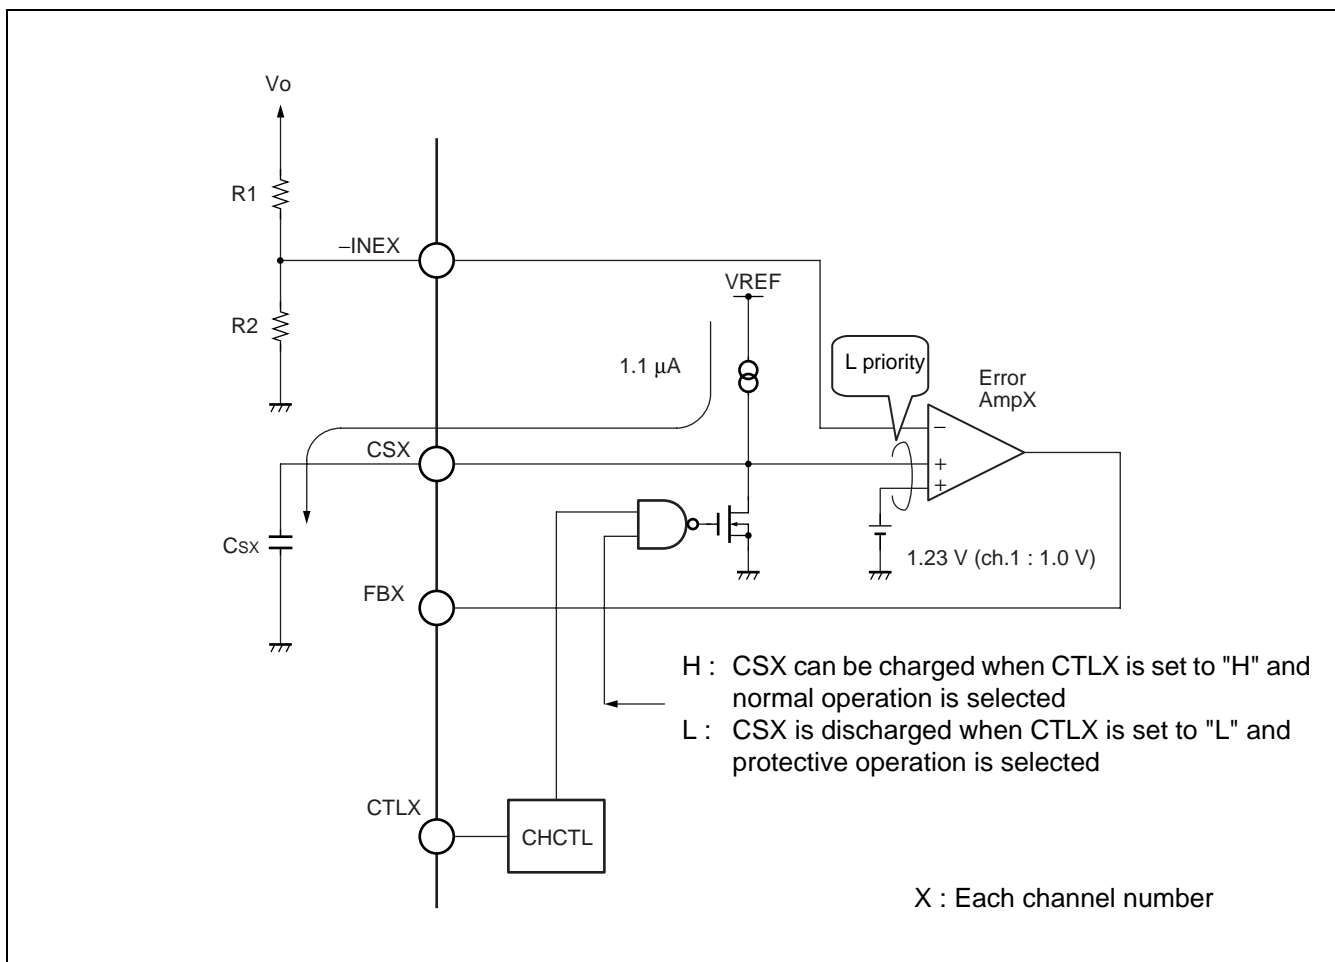 Vo
R1
–INEX
VREF
R2
1.1 μA
L priority
Error
AmpX
−
CSX
+
+
CSX
1.23 V (ch.1 : 1.0 V)
FBX
H : CSX can be charged when CTLX is set to "H" and
normal operation is selected
L : CSX is discharged when CTLX is set to "L" and
protective operation is selected
CTLX
CHCTL
X : Each channel number